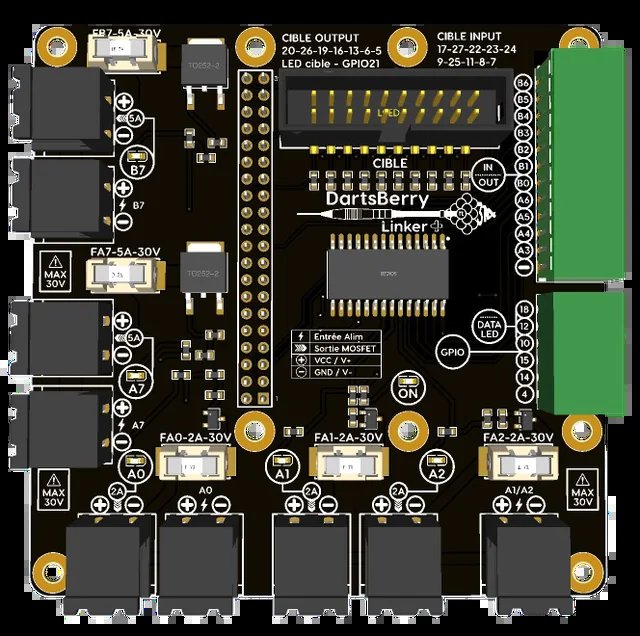 FB7-5A-30V
CIBLE OUTPUT
20-26-19-16-13-6-5
LED cible - GPIO21
CIBLE INPUT
17-27-22-23-24
9-25-11-8-7
TO252-2
5A
B7
B7
CIBLE
IN
OUT
B6
B5
B4
B3
B2
B1
B0
A6
A5
A4
A3
DartsBerry
Linker
FA7-5A-30V
MAX
30V
TO252-2
5A
A7
A7
Entrée Alim
Sortie MOSFET
VCC / V+
GND / V-
1
DATA
LED
GPIO
18
12
10
15
14
4
ON
FA0-2A-30V
FA1-2A-30V
FA2-2A-30V
A0
A1
A2
MAX
30V
2A
A0
2A
2A
A1/A2
MAX
30V